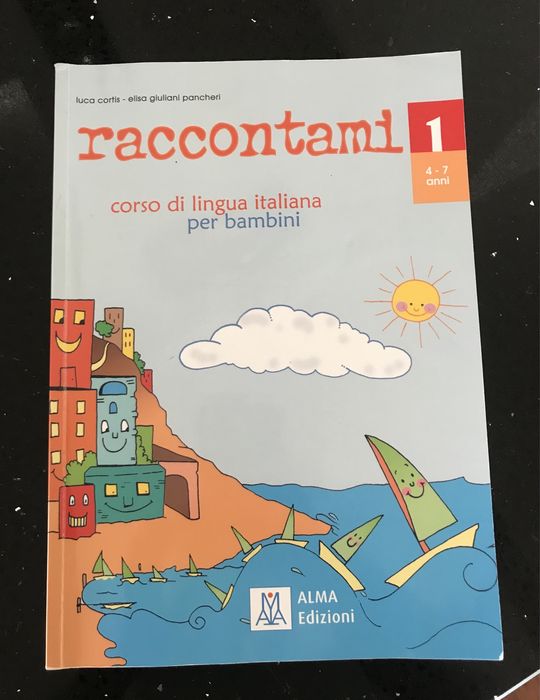 luca cortis - elisa giuliani pancheri
raccontami 1
4 - 7
anni
corso di lingua italiana
per bambini
ALMA
Edizioni